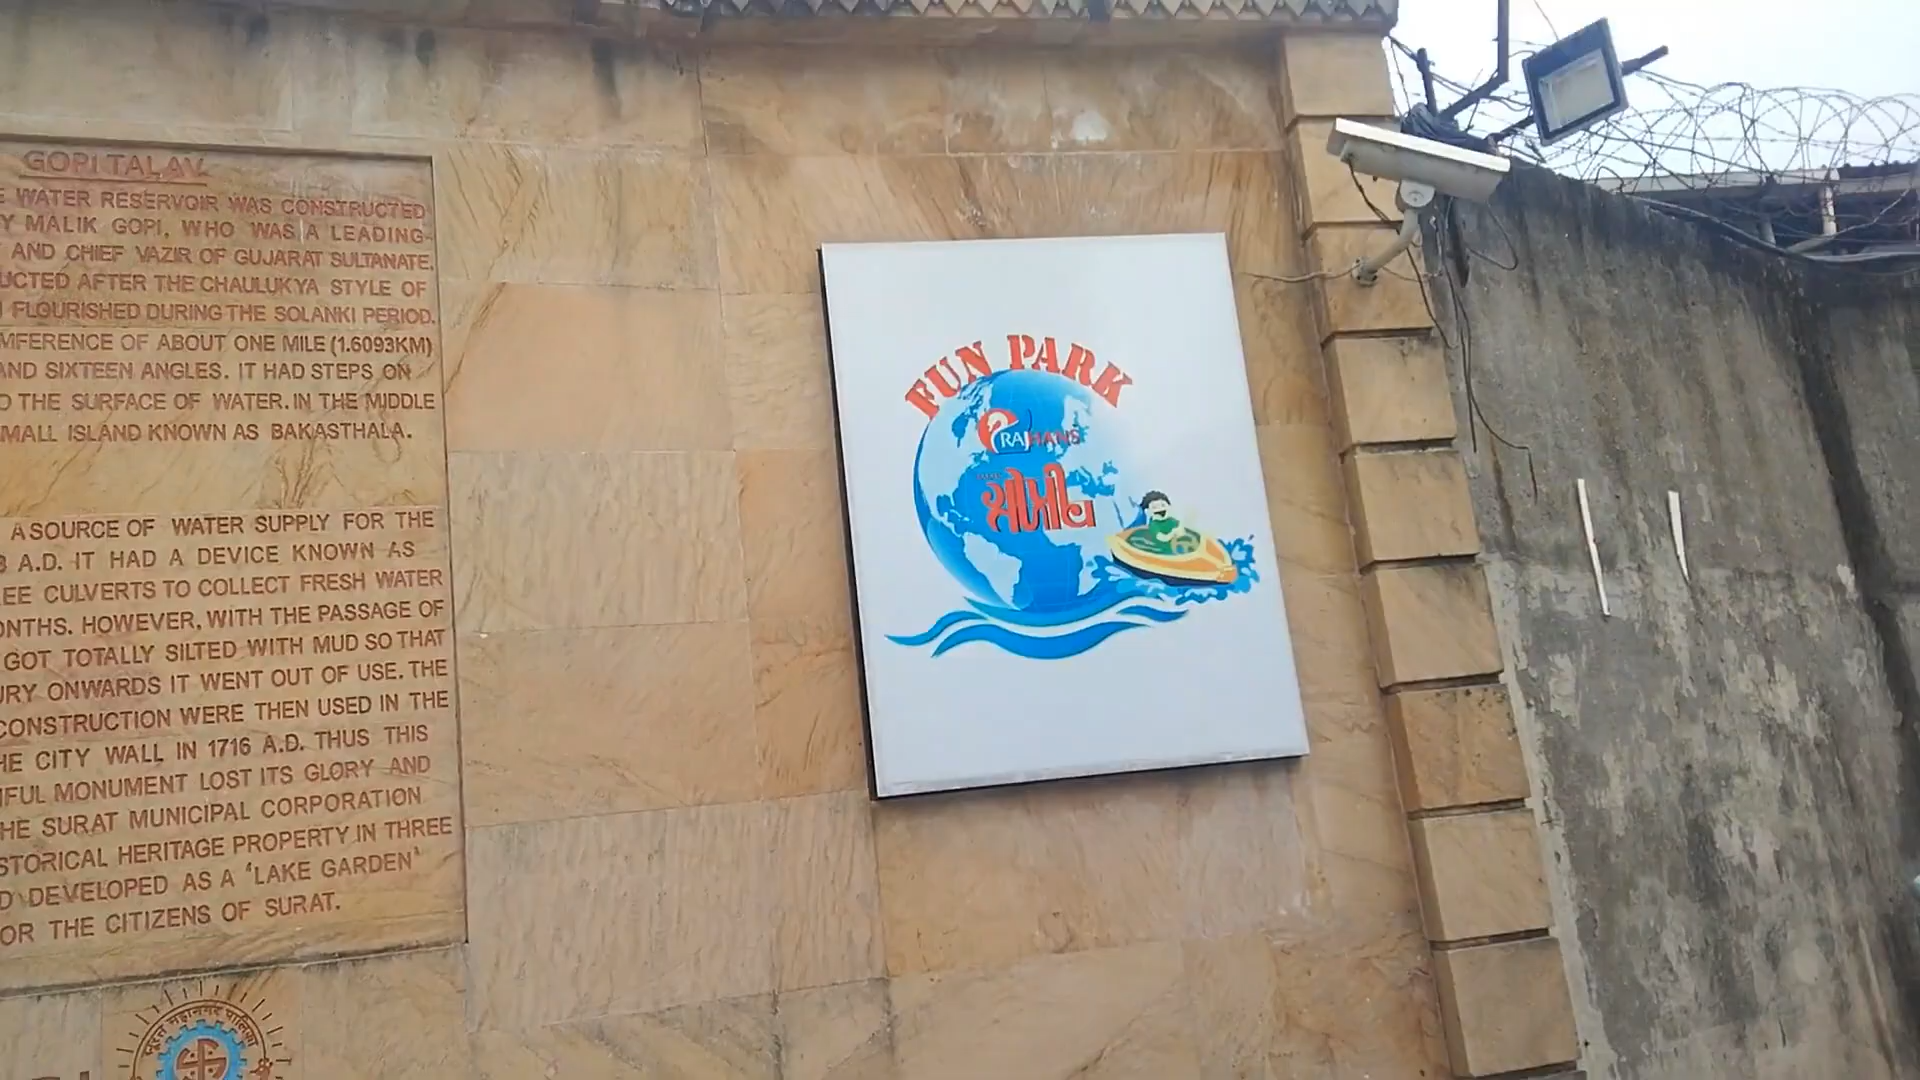 GOPI TALAV
WATER RESERVOIR WAS CONSTRUCTED
MALIK GOPI, WHO WAS A LEADING-
AND CHIEF VAZIR OF GUJARAT SULTANATE.
UCTED AFTER THE CHAULUKYA STYLE OF
FLOURISHED DURING THE SOLANKI PERIOD.
MFERENCE OF ABOUT ONE MILE (1.6093KM)
AND SIXTEEN ANGLES. IT HAD STEPS ON
THE SURFACE OF WATER. IN THE MIDDLE
MALL ISLAND KNOWN AS BAKASTHALA.
A SOURCE OF WATER SUPPLY FOR THE
A.D. IT HAD A DEVICE KNOWN AS
REE CULVERTS TO COLLECT FRESH WATER
ONTHS. HOWEVER, WITH THE PASSAGE OF
GOT TOTALLY SILTED WITH MUD SO THAT
URY ONWARDS IT WENT OUT OF USE. THE
CONSTRUCTION WERE THEN USED IN THE
HE CITY WALL IN 1716 A.D. THUS THIS
IFUL MONUMENT LOST ITS GLORY AND
HE SURAT MUNICIPAL CORPORATION
STORICAL HERITAGE PROPERTY IN THREE
D DEVELOPED AS A 'LAKE GARDEN'
OR THE CITIZENS OF SURAT.
सूरत महानगर पालिका
FUN PARK
RAJHANS